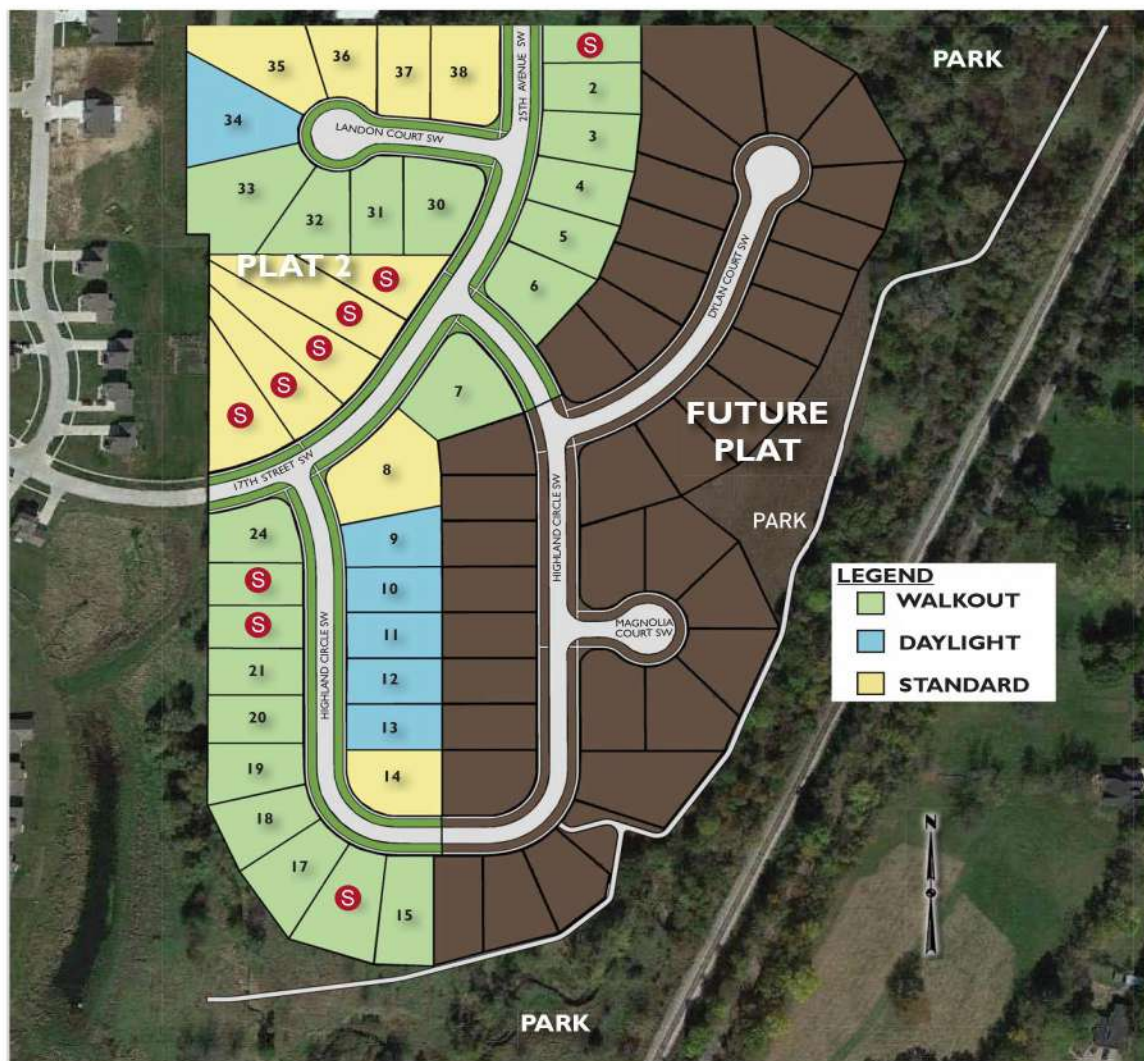 PARK
35
36
37
38
25TH AVENUE SW
S
2
34
LANDON COURT SW
3
33
32
31
30
4
5
6
PLAT 2
S
S
S
S
S
DYLAN COURT SW
7
FUTURE
PLAT
8
17TH STREET SW
PARK
24
9
HIGHLAND CIRCLE SW
S
10
S
11
MAGNOLIA
COURT SW
21
12
HIGHLAND CIRCLE SW
20
13
19
14
18
17
S
15
LEGEND
WALKOUT
DAYLIGHT
STANDARD
N
PARK